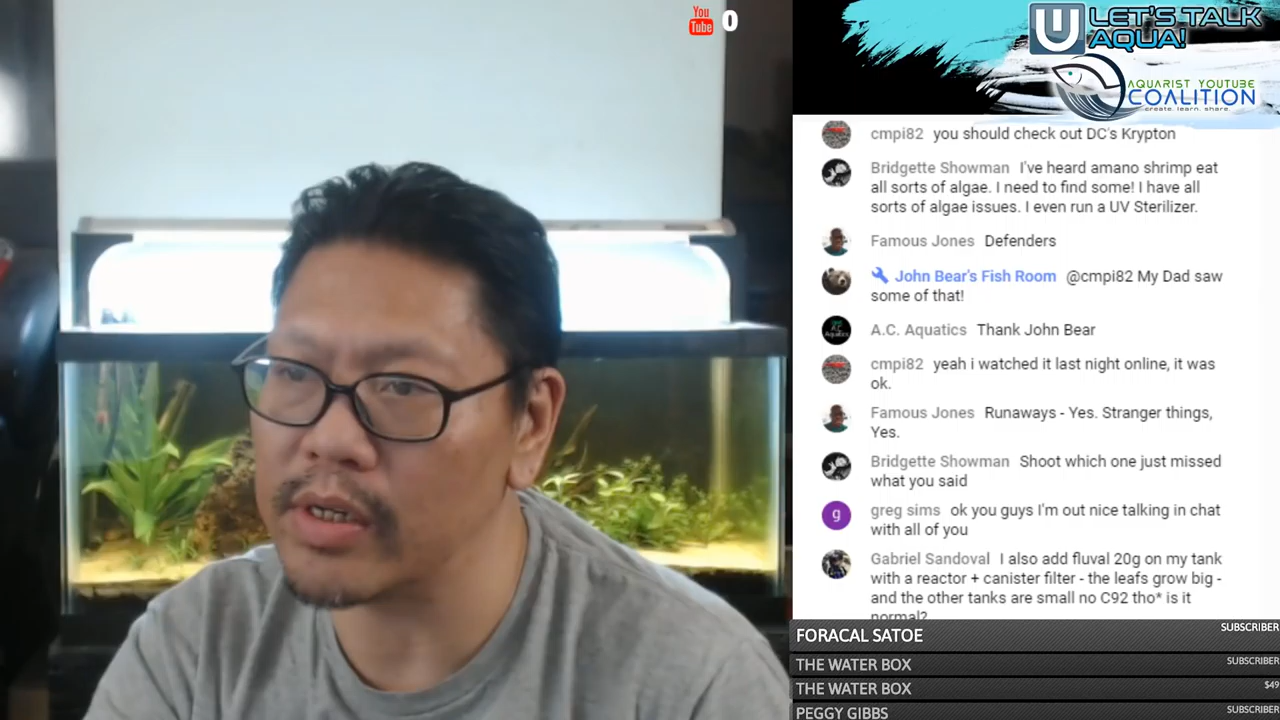 You
Tube
0
LET'S TALK
AQUA!
AQUARIST YOUTUBE
COALITION
create. learn. share.
cmpi82 you should check out DC's Krypton
Bridgette Showman I've heard amano shrimp eat
all sorts of algae. I need to find some! I have all
sorts of algae issues. I even run a UV Sterilizer.
Famous Jones Defenders
John Bear's Fish Room @cmpi82 My Dad saw
some of that!
A.C. Aquatics Thank John Bear
cmpi82 yeah i watched it last night online, it was
ok.
Famous Jones Runaways - Yes. Stranger things,
Yes.
Bridgette Showman Shoot which one just missed
what you said
g
greg sims ok you guys I'm out nice talking in chat
with all of you
Gabriel Sandoval I also add fluval 20g on my tank
with a reactor + canister filter - the leafs grow big -
and the other tanks are small no C92 tho* is it
normal?
FORACAL SATOE SUBSCRIBER
THE WATER BOX SUBSCRIBER
THE WATER BOX $49
PEGGY GIBBS SUBSCRIBER